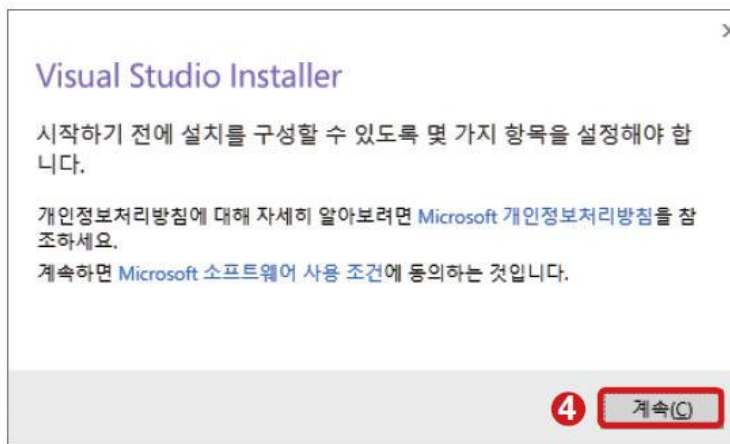 Visual Studio Installer
시작하기 전에 설치를 구성할 수 있도록 몇 가지 항목을 설정해야 합
니다.
개인정보처리방침에 대해 자세히 알아보려면 Microsoft 개인정보처리방침을 참
조하세요.
계속하면 Microsoft 소프트웨어 사용 조건에 동의하는 것입니다.
4 계속(C)